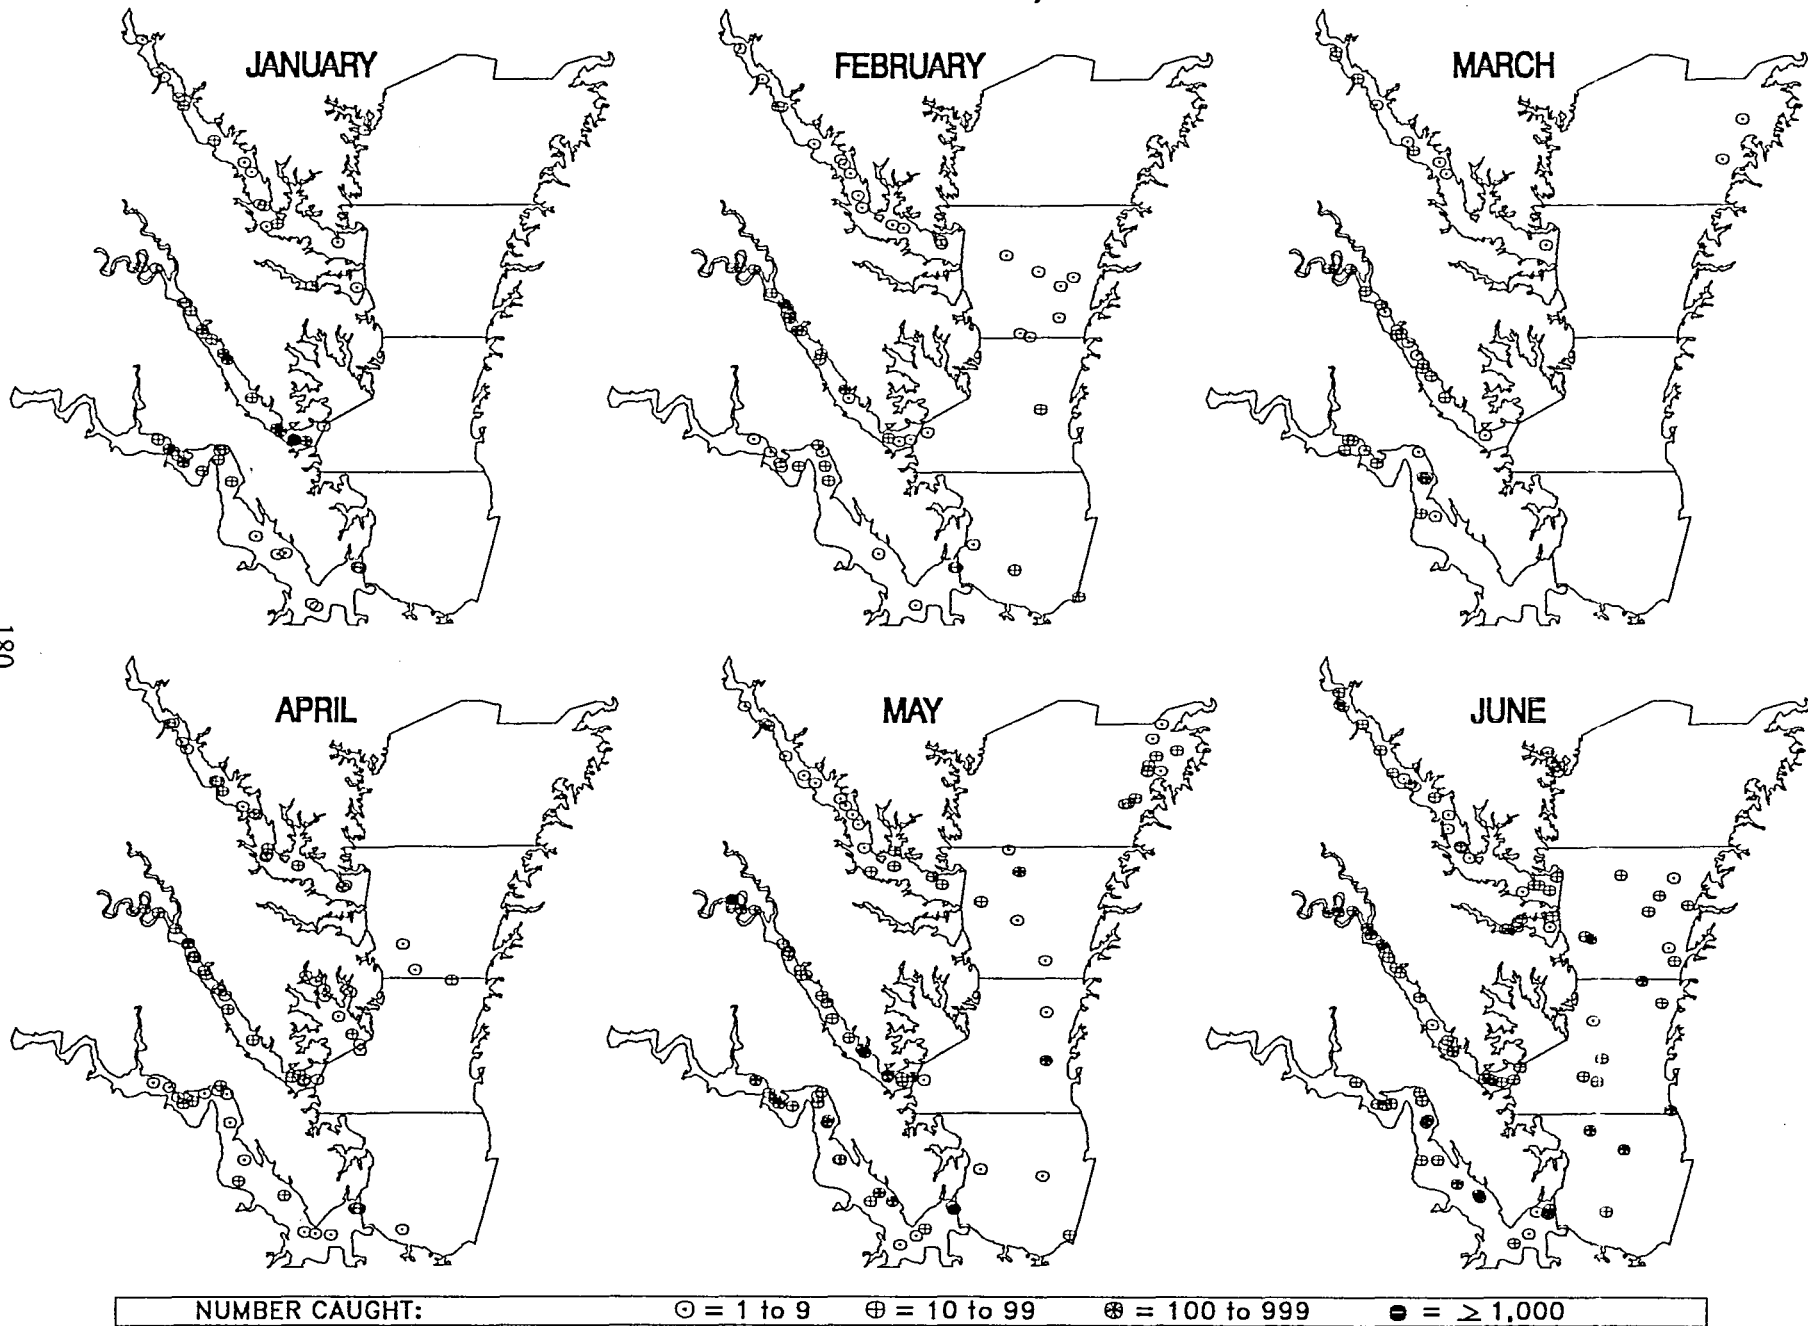 JANUARY
FEBRUARY
MARCH
180
APRIL
MAY
JUNE
NUMBER CAUGHT: ⊙ = 1 to 9 ⊕ = 10 to 99 ⊛ = 100 to 999 ● = ≥ 1,000